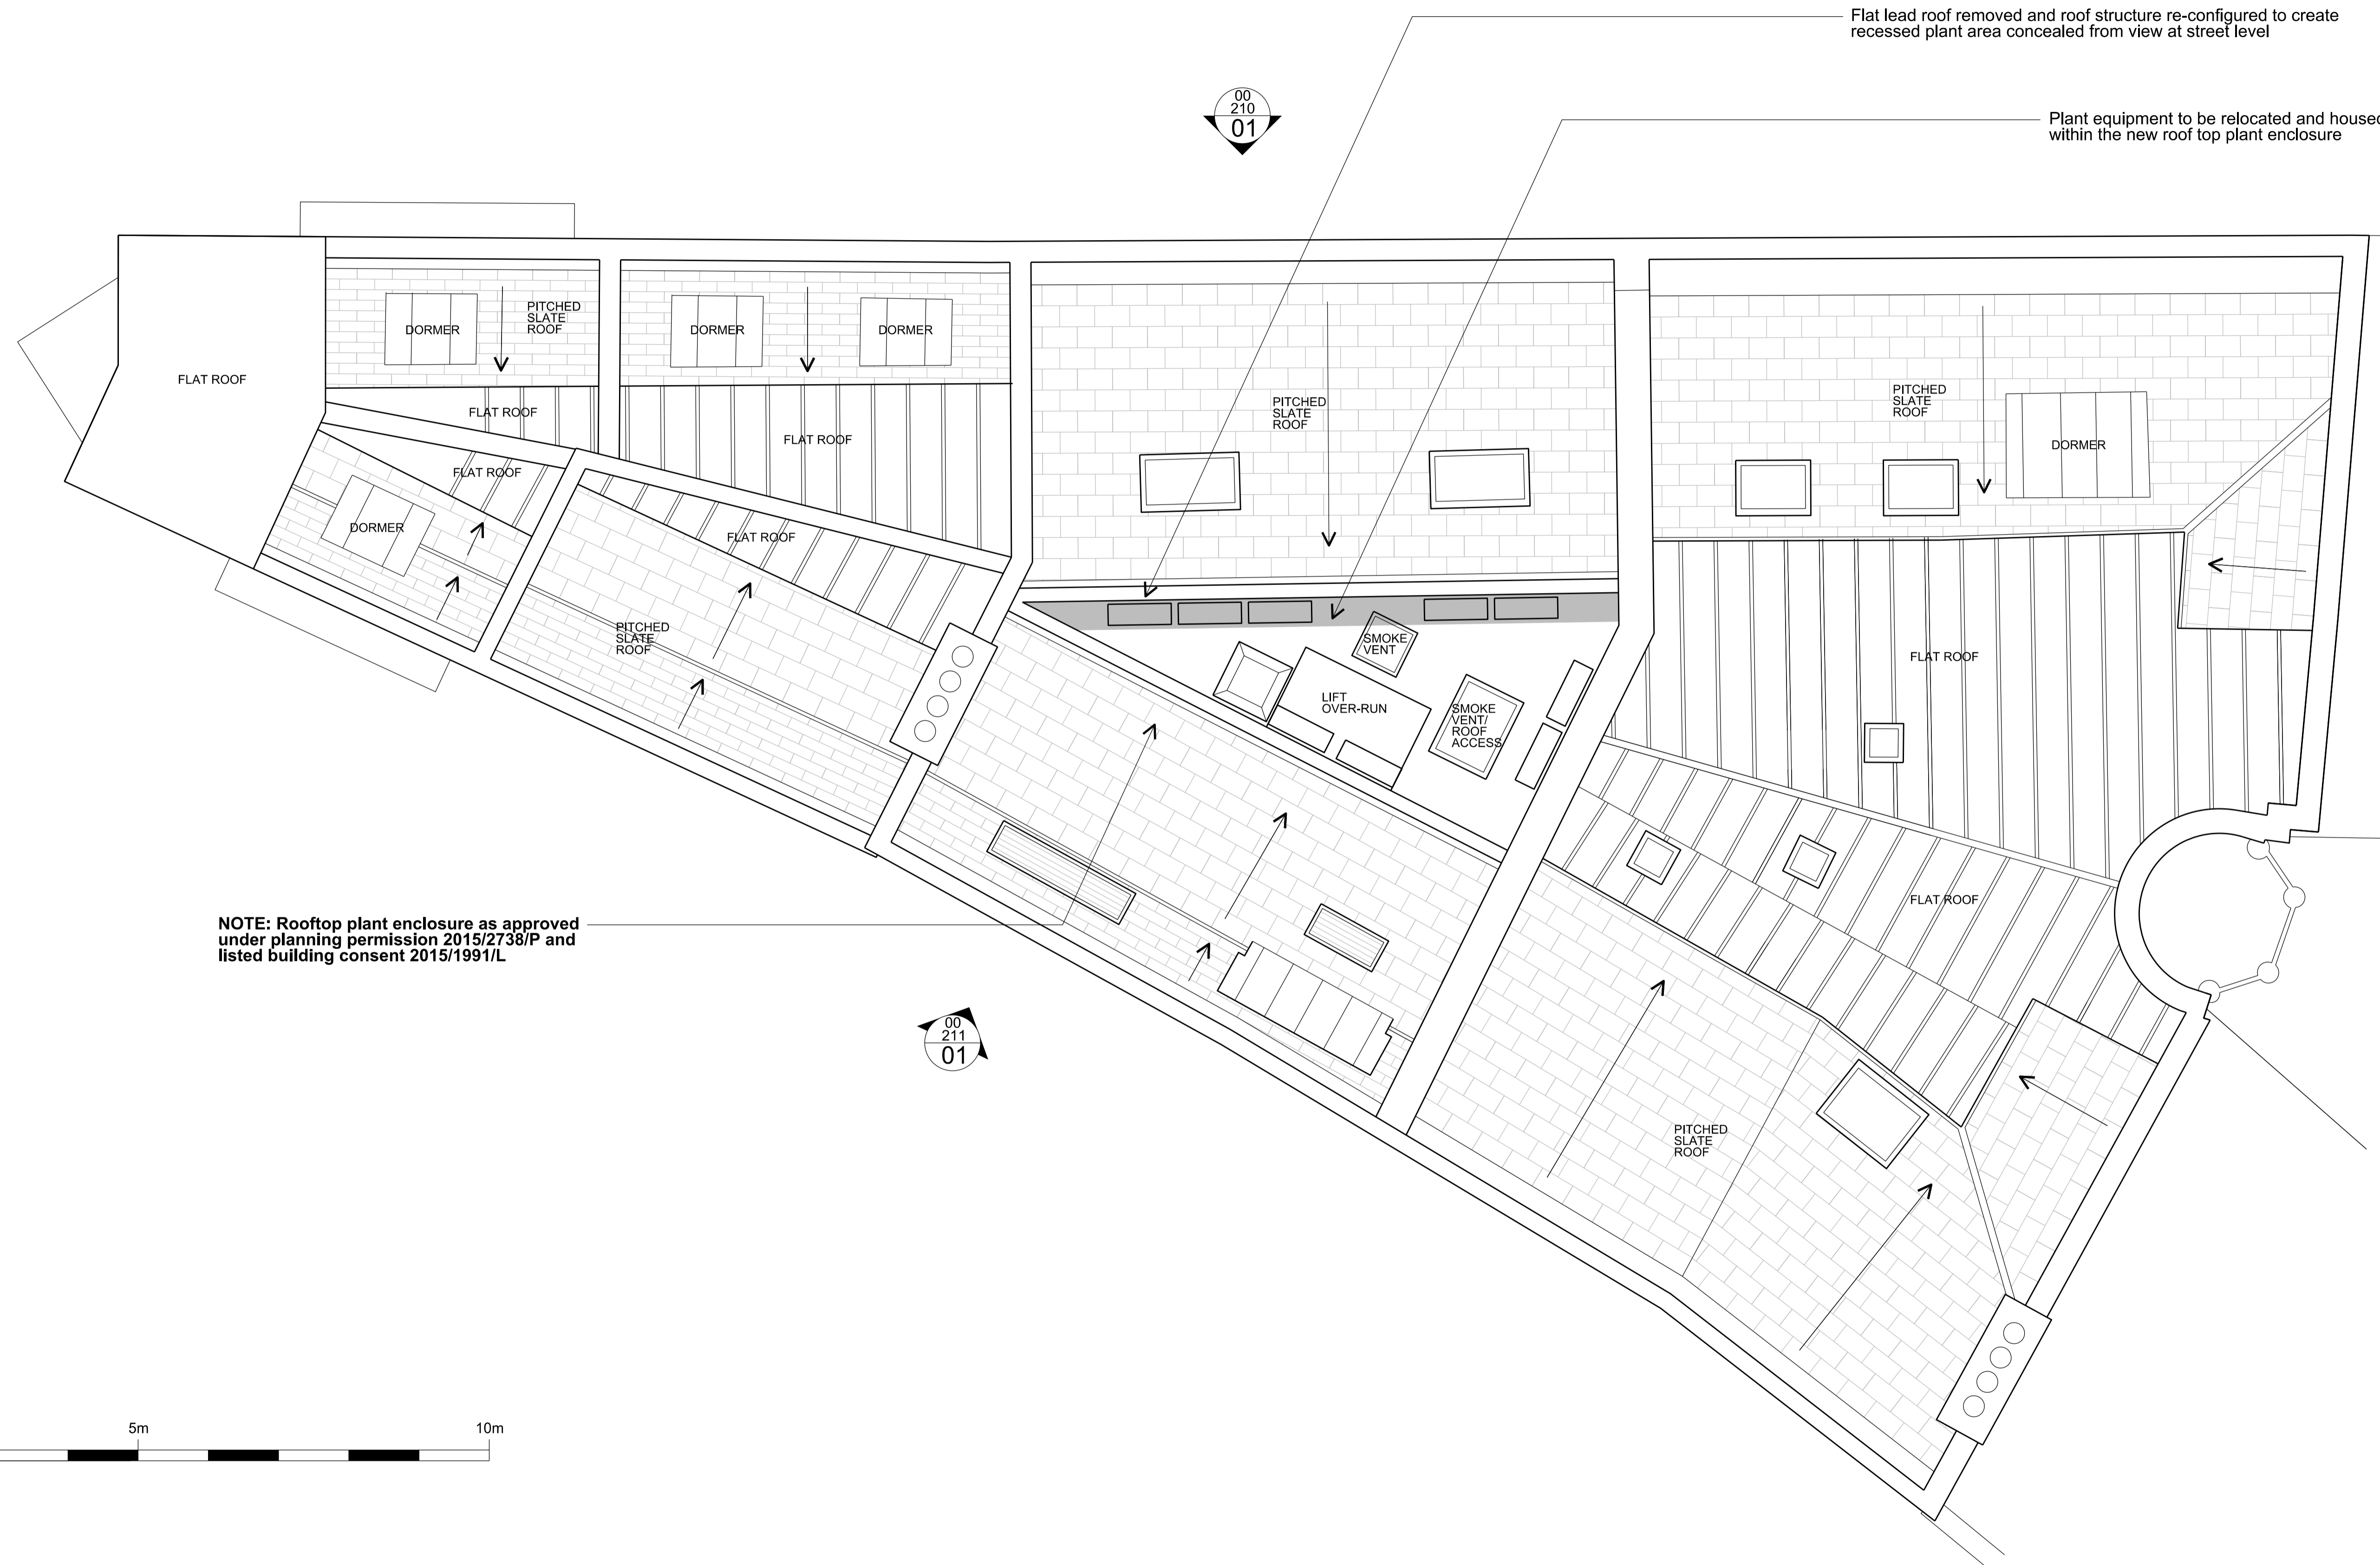 Flat lead roof removed and roof structure re-configured to create
recessed plant area concealed from view at street level
00
210
01
Plant equipment to be relocated and housed
within the new roof top plant enclosure
FLAT ROOF
DORMER
PITCHED
SLATE
ROOF
DORMER
DORMER
FLAT ROOF
FLAT ROOF
FLAT ROOF
DORMER
FLAT ROOF
PITCHED
SLATE
ROOF
PITCHED
SLATE
ROOF
PITCHED
SLATE
ROOF
DORMER
SMOKE
VENT
LIFT
OVER-RUN
SMOKE
VENT/
ROOF
ACCESS
FLAT ROOF
FLAT ROOF
NOTE: Rooftop plant enclosure as approved
under planning permission 2015/2738/P and
listed building consent 2015/1991/L
00
211
01
PITCHED
SLATE
ROOF
5m
10m